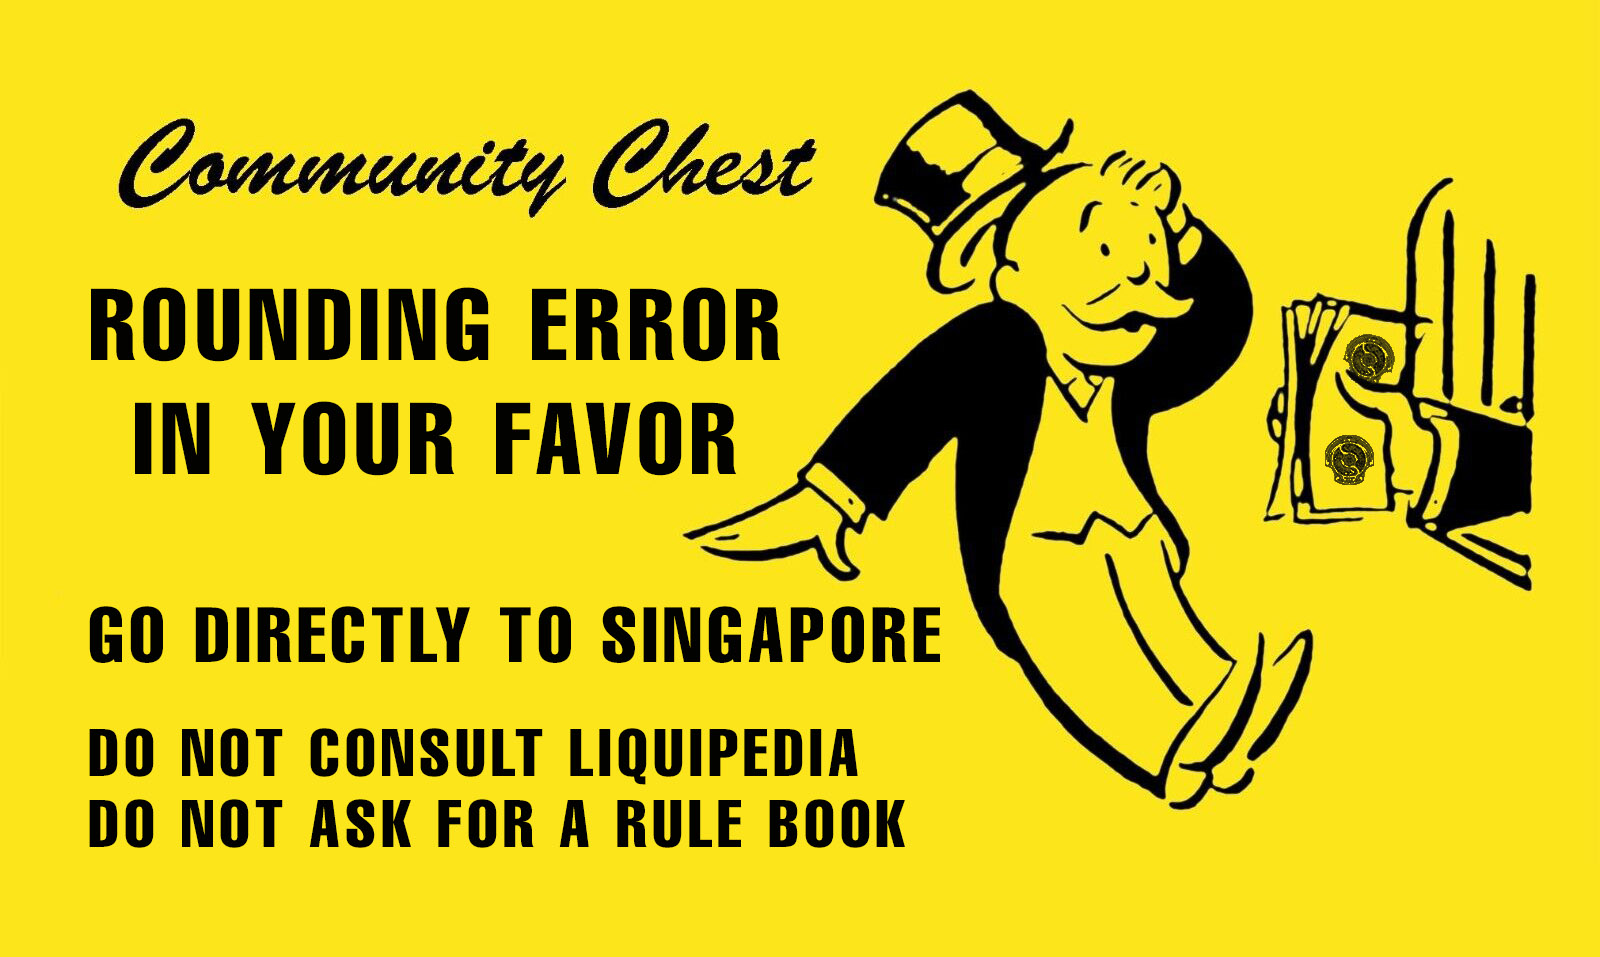 Community Chest
ROUNDING ERROR
IN YOUR FAVOR
GO DIRECTLY TO SINGAPORE
DO NOT CONSULT LIQUIPEDIA
DO NOT ASK FOR A RULE BOOK